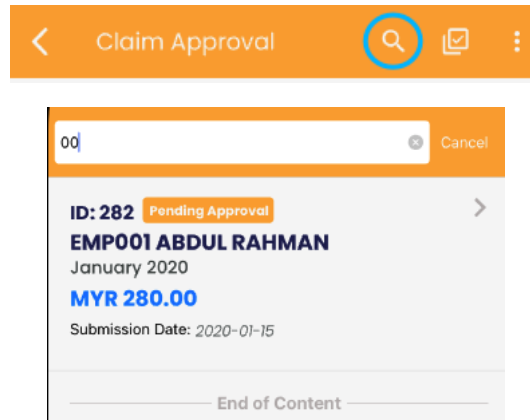 Claim Approval
00
Cancel
ID: 282 Pending Approval
EMP001 ABDUL RAHMAN
January 2020
MYR 280.00
Submission Date: 2020-01-15
End of Content